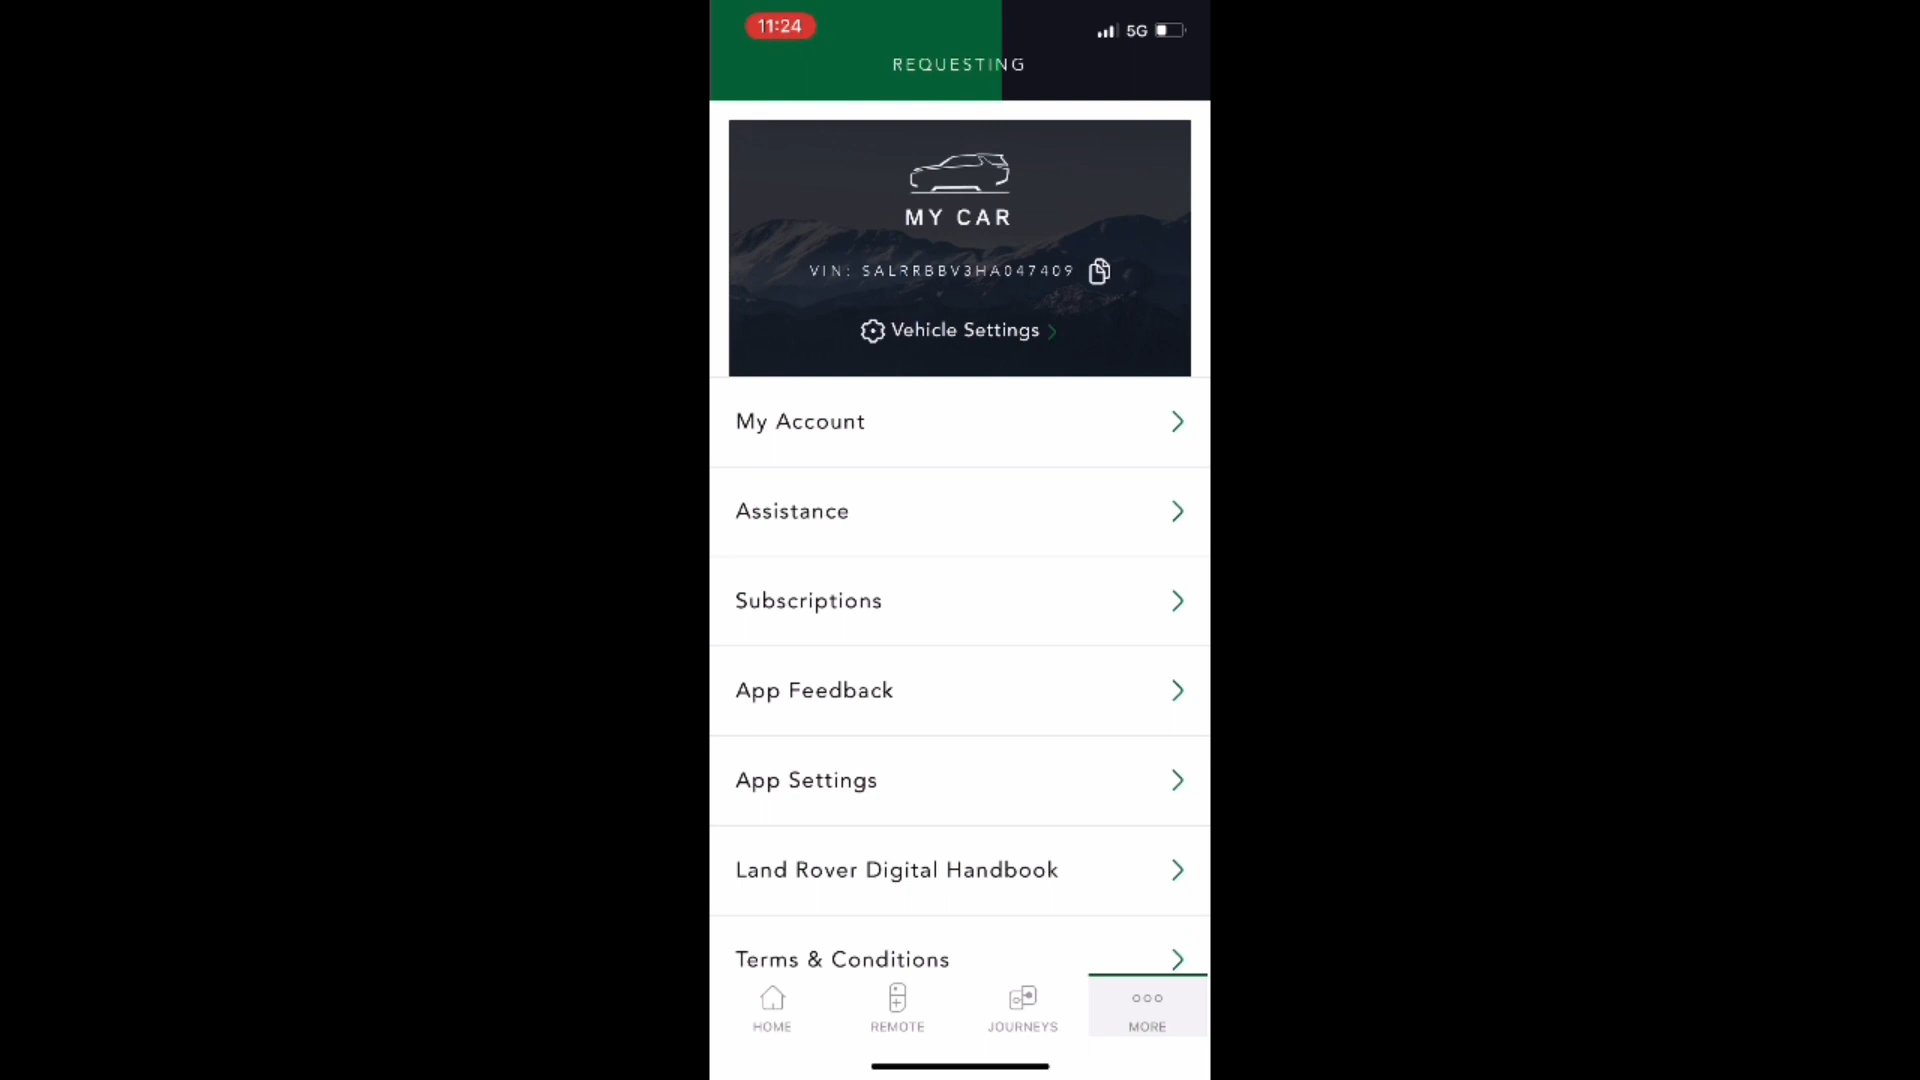 11:24
5G
REQUESTING
MY CAR
VIN: SALRRBBV3HA047409
Vehicle Settings
My Account
Assistance
Subscriptions
App Feedback
App Settings
Land Rover Digital Handbook
Terms & Conditions
HOME
REMOTE
JOURNEYS
MORE